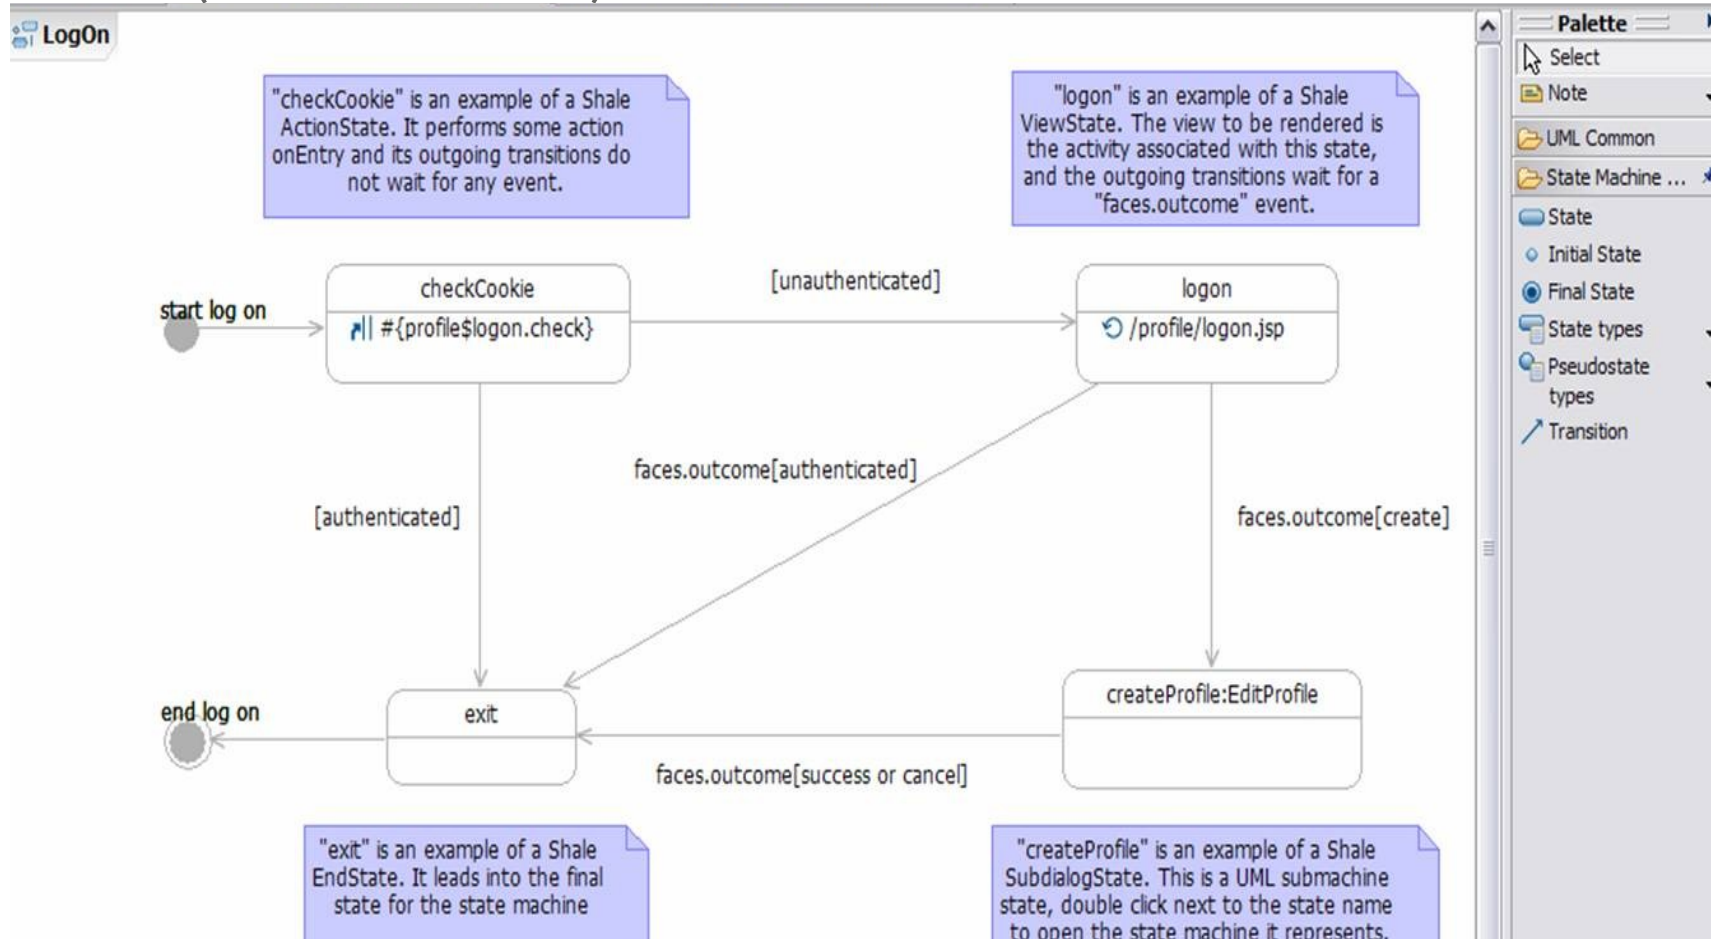 LogOn
"checkCookie" is an example of a Shale
ActionState. It performs some action
onEntry and its outgoing transitions do
not wait for any event.
"logon" is an example of a Shale
ViewState. The view to be rendered is
the activity associated with this state,
and the outgoing transitions wait for a
"faces.outcome" event.
start log on
checkCookie
#{profile$logon.check}
[unauthenticated]
logon
/profile/logon.jsp
faces.outcome[authenticated]
[authenticated]
faces.outcome[create]
end log on
exit
createProfile:EditProfile
faces.outcome[success or cancel]
"exit" is an example of a Shale
EndState. It leads into the final
state for the state machine
"createProfile" is an example of a Shale
SubdialogState. This is a UML submachine
state, double click next to the state name
to open the state machine it represents.
Palette
Select
Note
UML Common
State Machine ...
State
Initial State
Final State
State types
Pseudostate
types
Transition